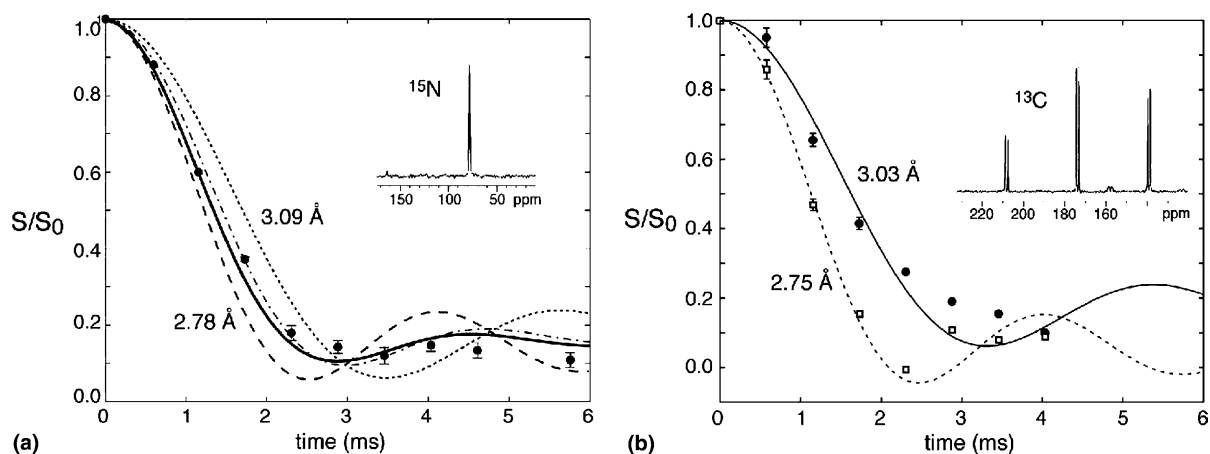 1.0
0.8
0.6
0.4
0.2
0.0
S/S0
0 1 2 3 4 5 6
time (ms)
3.09 Å
2.78 Å
15N
150 100 50 ppm
(a)
1.0
0.8
0.6
0.4
0.2
0.0
S/S0
0 1 2 3 4 5 6
time (ms)
3.03 Å
2.75 Å
13C
220 200 180 160 ppm
(b)